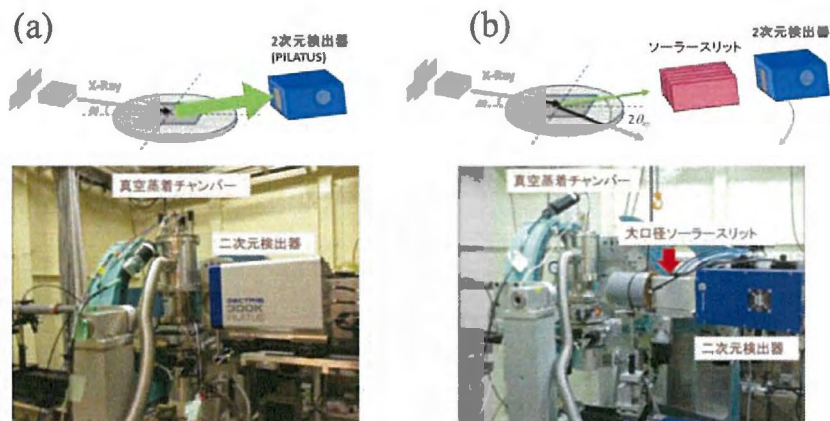 (a)
2次元検出器
(PILATUS)
X-Ray
真空蒸着チャンバー
二次元検出器
DECTRIS
300K
PILATUS
(b)
2次元検出器
ソーラースリット
X-Ray
2θ
真空蒸着チャンバー
大口径ソーラースリット
二次元検出器